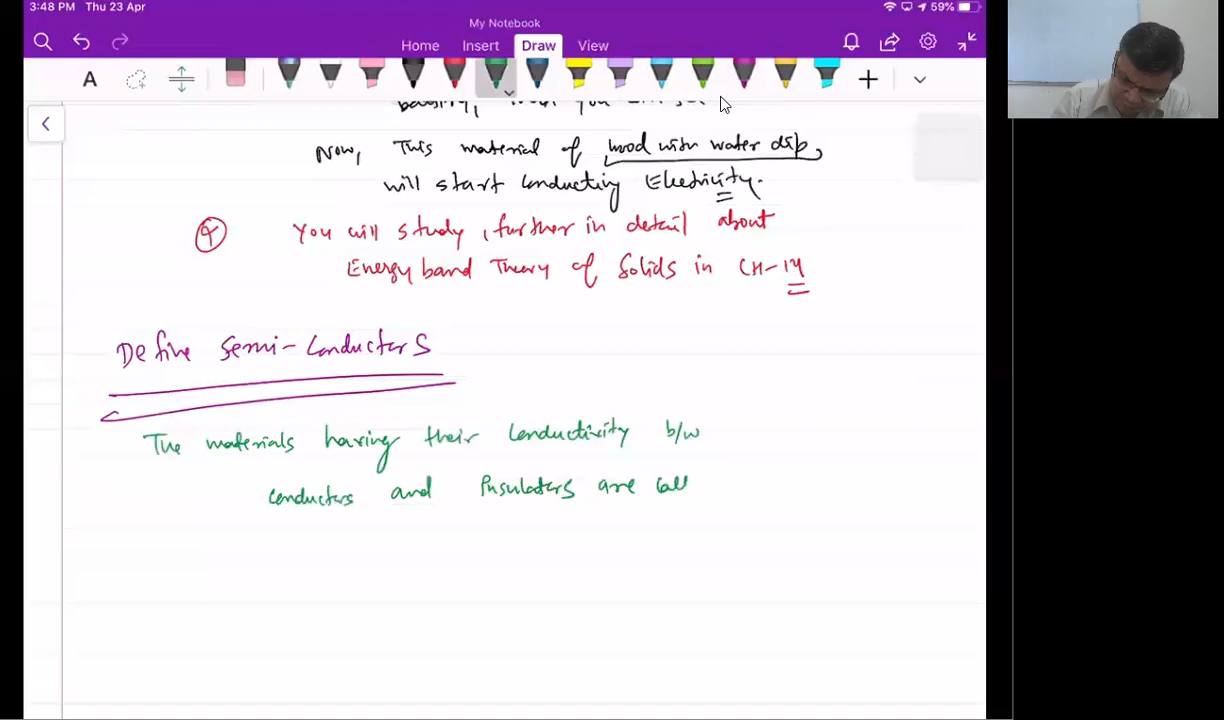 3:48 PM Thu 23 Apr
59%
My Notebook
Home Insert Draw View
A
you
Now, This material of wood with water dip,
will start conducting Electricity.
You will study, further in detail about
Energy band Theory of Solids in CH-14
Define Semi-Conductors
The materials having their conductivity b/w
conductors and Insulators are call